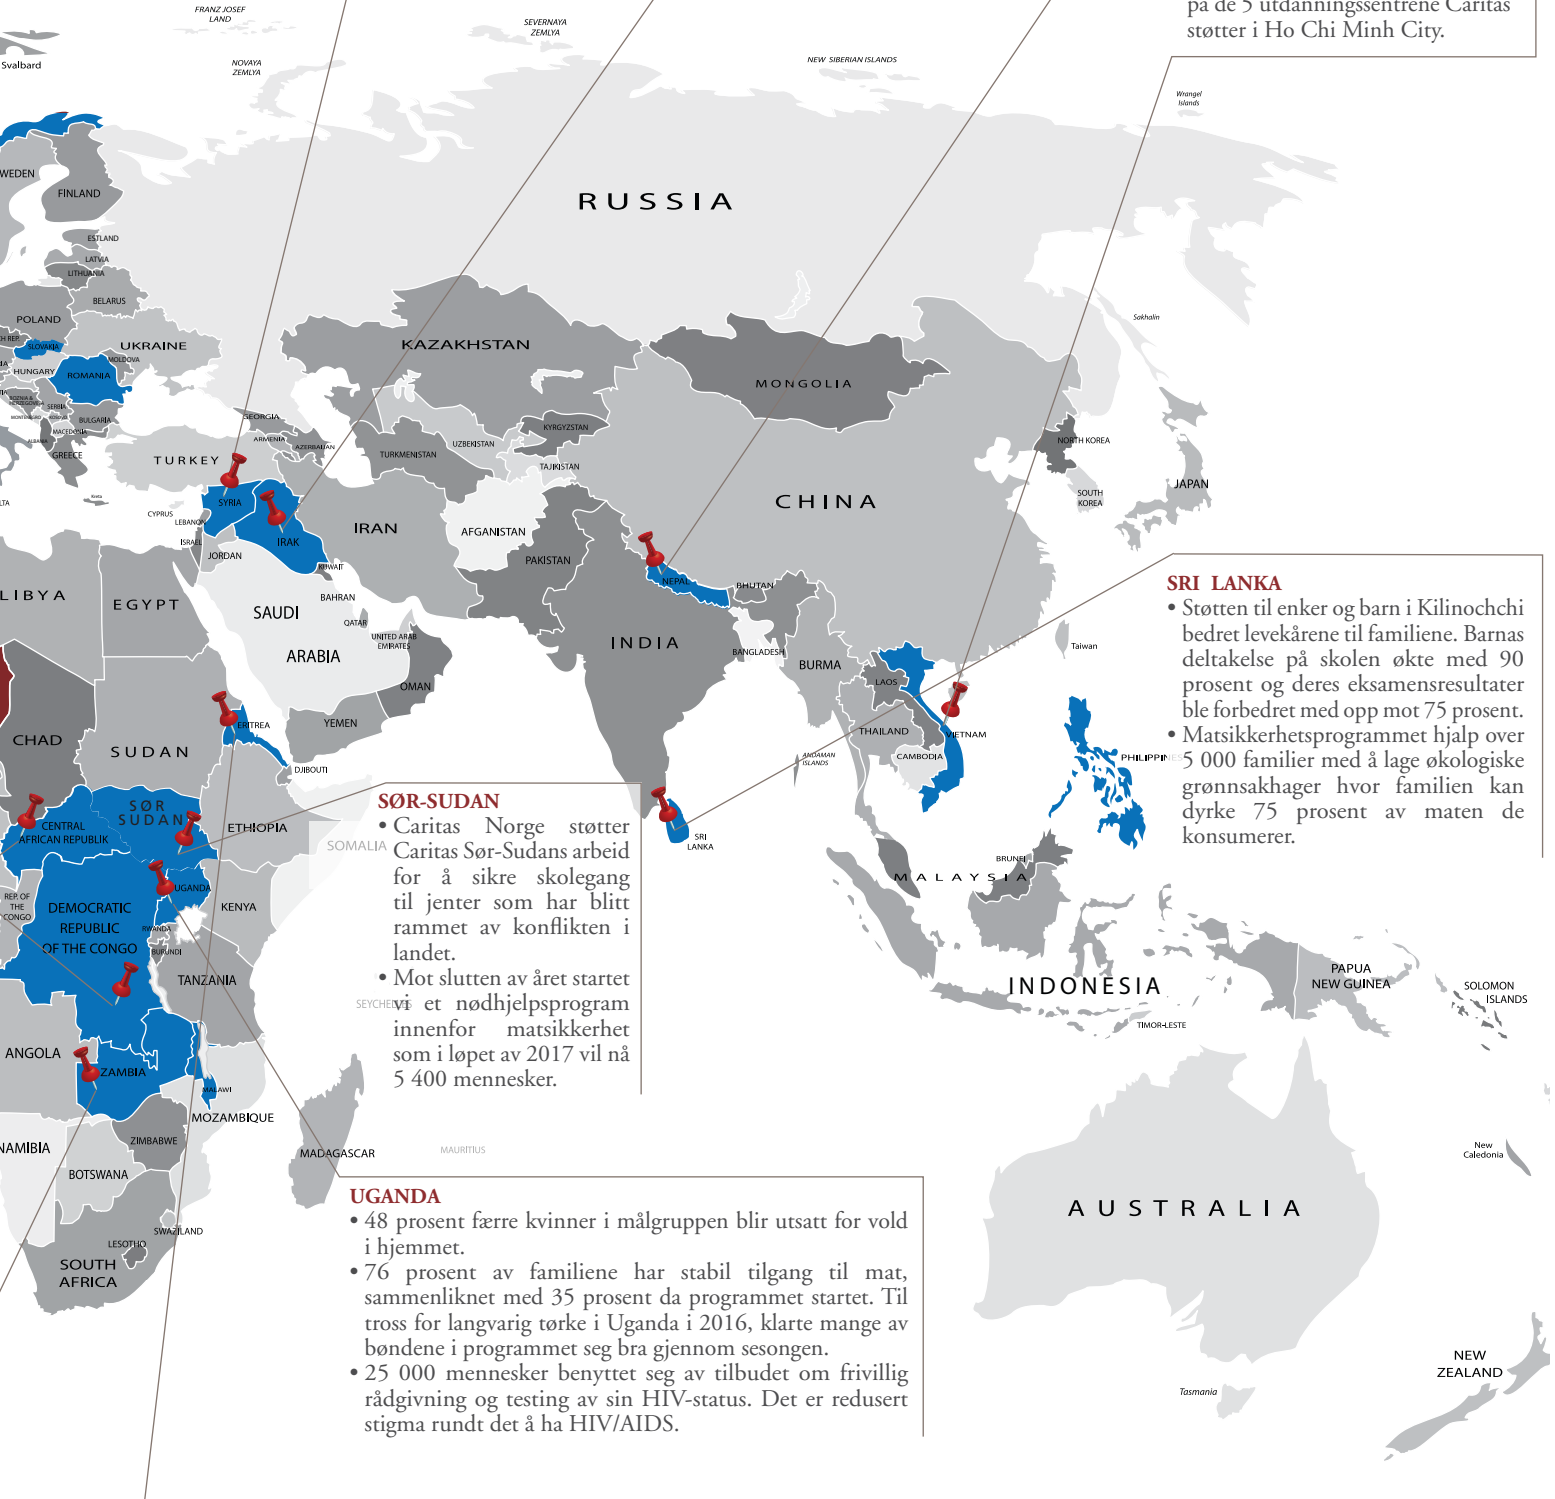 på de 5 utdanningssentrene Caritas
støtter i Ho Chi Minh City.
FRANZ JOSEF
LAND
SEVERNAYA
ZEMLYA
Svalbard
NOVAYA
ZEMLYA
NEW SIBERIAN ISLANDS
Wrangel
Islands
WEDEN
FINLAND
RUSSIA
ESTLAND
LATVIA
LITHUANIA
BELARUS
POLAND
Sakhalin
H REP.
SLOVAKIA
UKRAINE
KAZAKHSTAN
MOLDOVA
HUNGARY
ROMANIA
MONGOLIA
BOZNIA &
HERZEGOVINA
SERBIA
MONTENEGRO
KOSOVO
BULGARIA
GEORGIA
MACEDONIA
ALBANIA
ARMENIA
AZERBAIJAN
KYRGYZSTAN
UZBEKISTAN
NORTH KOREA
GREECE
TURKEY
TURKMENISTAN
TAJIKISTAN
JAPAN
LTA
Kreta
SYRIA
CHINA
SOUTH
KOREA
CYPRUS
LEBANON
IRAN
AFGANISTAN
ISRAEL
IRAK
JORDAN
KUWAIT
PAKISTAN
NEPAL
BHUTAN
LIBYA
EGYPT
BAHRAN
SAUDI
ARABIA
QATAR
UNITED ARAB
EMIRATES
INDIA
BANGLADESH
BURMA
Taiwan
OMAN
LAOS
SRI LANKA
• Støtten til enker og barn i Kilinochchi
bedret levekårene til familiene. Barnas
deltakelse på skolen økte med 90
prosent og deres eksamensresultater
ble forbedret med opp mot 75 prosent.
• Matsikkerhetsprogrammet hjalp over
5 000 familier med å lage økologiske
grønnsakhager hvor familien kan
dyrke 75 prosent av maten de
konsumerer.
CHAD
SUDAN
ERITREA
YEMEN
THAILAND
VIETNAM
ANDAMAN
ISLANDS
CAMBODIA
PHILIPPINES
DJIBOUTI
SØR
SUDAN
CENTRAL
AFRICAN REPUBLIK
ETHIOPIA
SOMALIA
SRI
LANKA
BRUNEI
MALAYSIA
SØR-SUDAN
• Caritas Norge støtter
Caritas Sør-Sudans arbeid
for å sikre skolegang
til jenter som har blitt
rammet av konflikten i
landet.
• Mot slutten av året startet
vi et nødhjelpsprogram
innenfor matsikkerhet
som i løpet av 2017 vil nå
5 400 mennesker.
REP. OF
THE
CONGO
UGANDA
KENYA
DEMOCRATIC
REPUBLIC
OF THE CONGO
RWANDA
BURUNDI
TANZANIA
SEYCHELLES
INDONESIA
PAPUA
NEW GUINEA
SOLOMON
ISLANDS
TIMOR-LESTE
ANGOLA
ZAMBIA
MALAWI
MOZAMBIQUE
NAMIBIA
ZIMBABWE
BOTSWANA
MADAGASCAR
MAURITIUS
New
Caledonia
SWAZILAND
LESOTHO
SOUTH
AFRICA
AUSTRALIA
UGANDA
• 48 prosent færre kvinner i målgruppen blir utsatt for vold
i hjemmet.
• 76 prosent av familiene har stabil tilgang til mat,
sammenliknet med 35 prosent da programmet startet. Til
tross for langvarig tørke i Uganda i 2016, klarte mange av
bøndene i programmet seg bra gjennom sesongen.
• 25 000 mennesker benyttet seg av tilbudet om frivillig
rådgivning og testing av sin HIV-status. Det er redusert
stigma rundt det å ha HIV/AIDS.
NEW
ZEALAND
Tasmania